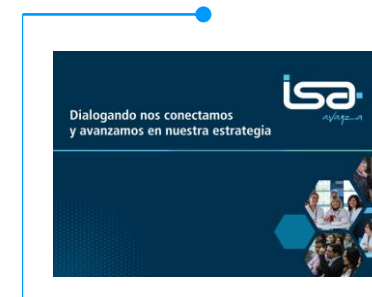 isa
avanza
Dialogando nos conectamos
y avanzamos en nuestra estrategia